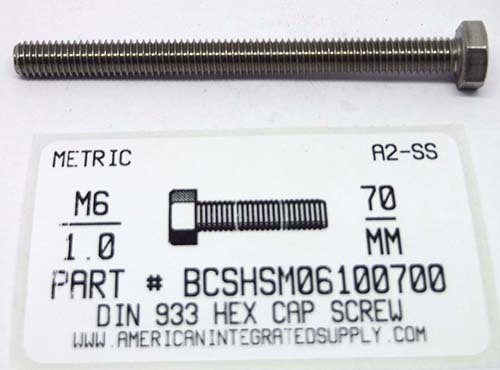 METRIC A2-SS
M6 70
1.0 MM
PART # BCSHSM06100700
DIN 933 HEX CAP SCREW
WWW.AMERICANINTEGRATEDSUPPLY.COM